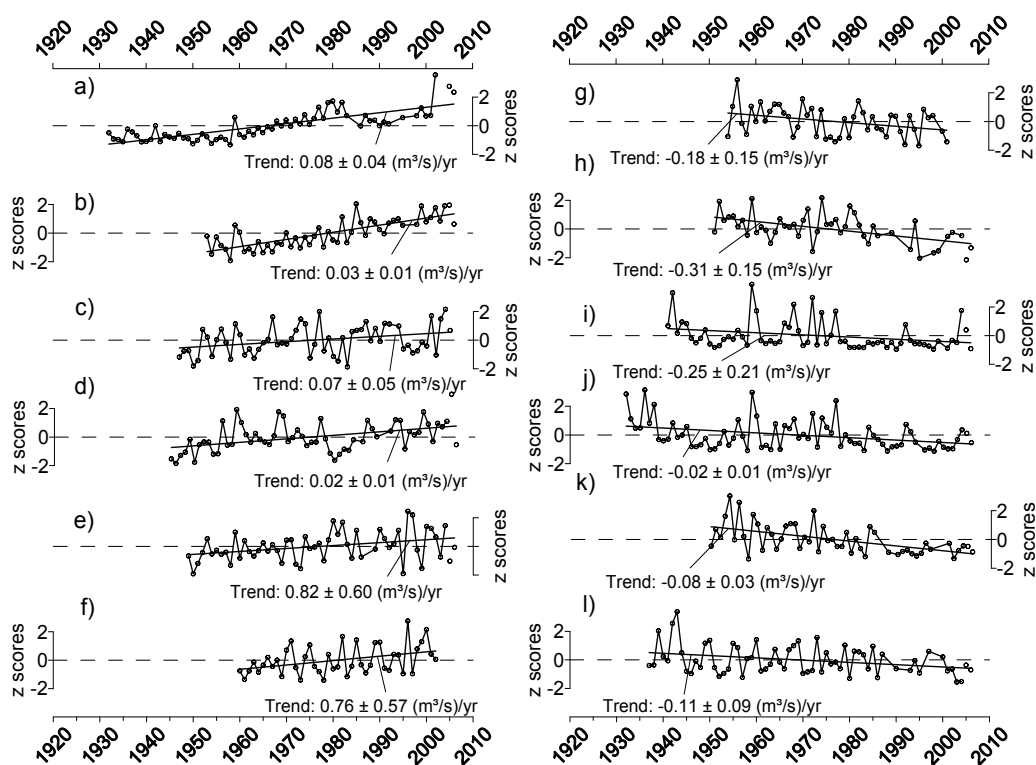 1920 1930 1940 1950 1960 1970 1980 1990 2000 2010
a)
2
0
-2
z scores
Trend: 0.08 ± 0.04 (m³/s)/yr
b)
2
0
-2
z scores
Trend: 0.03 ± 0.01 (m³/s)/yr
c)
2
0
-2
z scores
Trend: 0.07 ± 0.05 (m³/s)/yr
d)
2
0
-2
z scores
Trend: 0.02 ± 0.01 (m³/s)/yr
e)
z scores
Trend: 0.82 ± 0.60 (m³/s)/yr
f)
2
0
-2
z scores
Trend: 0.76 ± 0.57 (m³/s)/yr
1920 1930 1940 1950 1960 1970 1980 1990 2000 2010
1920 1930 1940 1950 1960 1970 1980 1990 2000 2010
g)
2
0
-2
z scores
Trend: -0.18 ± 0.15 (m³/s)/yr
h)
2
0
-2
z scores
Trend: -0.31 ± 0.15 (m³/s)/yr
i)
2
0
-2
z scores
Trend: -0.25 ± 0.21 (m³/s)/yr
j)
2
0
-2
z scores
Trend: -0.02 ± 0.01 (m³/s)/yr
k)
2
0
-2
z scores
Trend: -0.08 ± 0.03 (m³/s)/yr
l)
2
0
-2
z scores
Trend: -0.11 ± 0.09 (m³/s)/yr
1920 1930 1940 1950 1960 1970 1980 1990 2000 2010